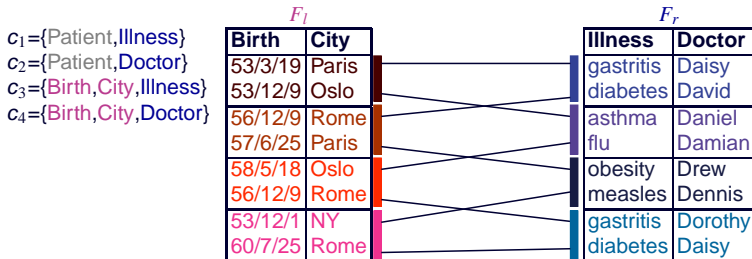 F_l F_r
c1={Patient,Illness}
c2={Patient,Doctor}
c3={Birth,City,Illness}
c4={Birth,City,Doctor}
Birth City
53/3/19 Paris
53/12/9 Oslo
56/12/9 Rome
57/6/25 Paris
58/5/18 Oslo
56/12/9 Rome
53/12/1 NY
60/7/25 Rome
Illness Doctor
gastritis Daisy
diabetes David
asthma Daniel
flu Damian
obesity Drew
measles Dennis
gastritis Dorothy
diabetes Daisy